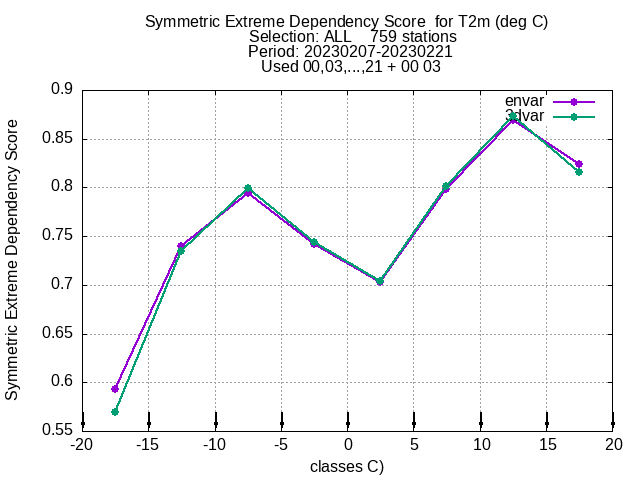 Symmetric Extreme Dependency Score  for T2m (deg C)
Selection: ALL    759 stations
Period: 20230207-20230221
Used 00,03,...,21 + 00 03
envar
3dvar
Symmetric Extreme Dependency Score
0.9
0.85
0.8
0.75
0.7
0.65
0.6
0.55
-20 -15 -10 -5 0 5 10 15 20
classes C)